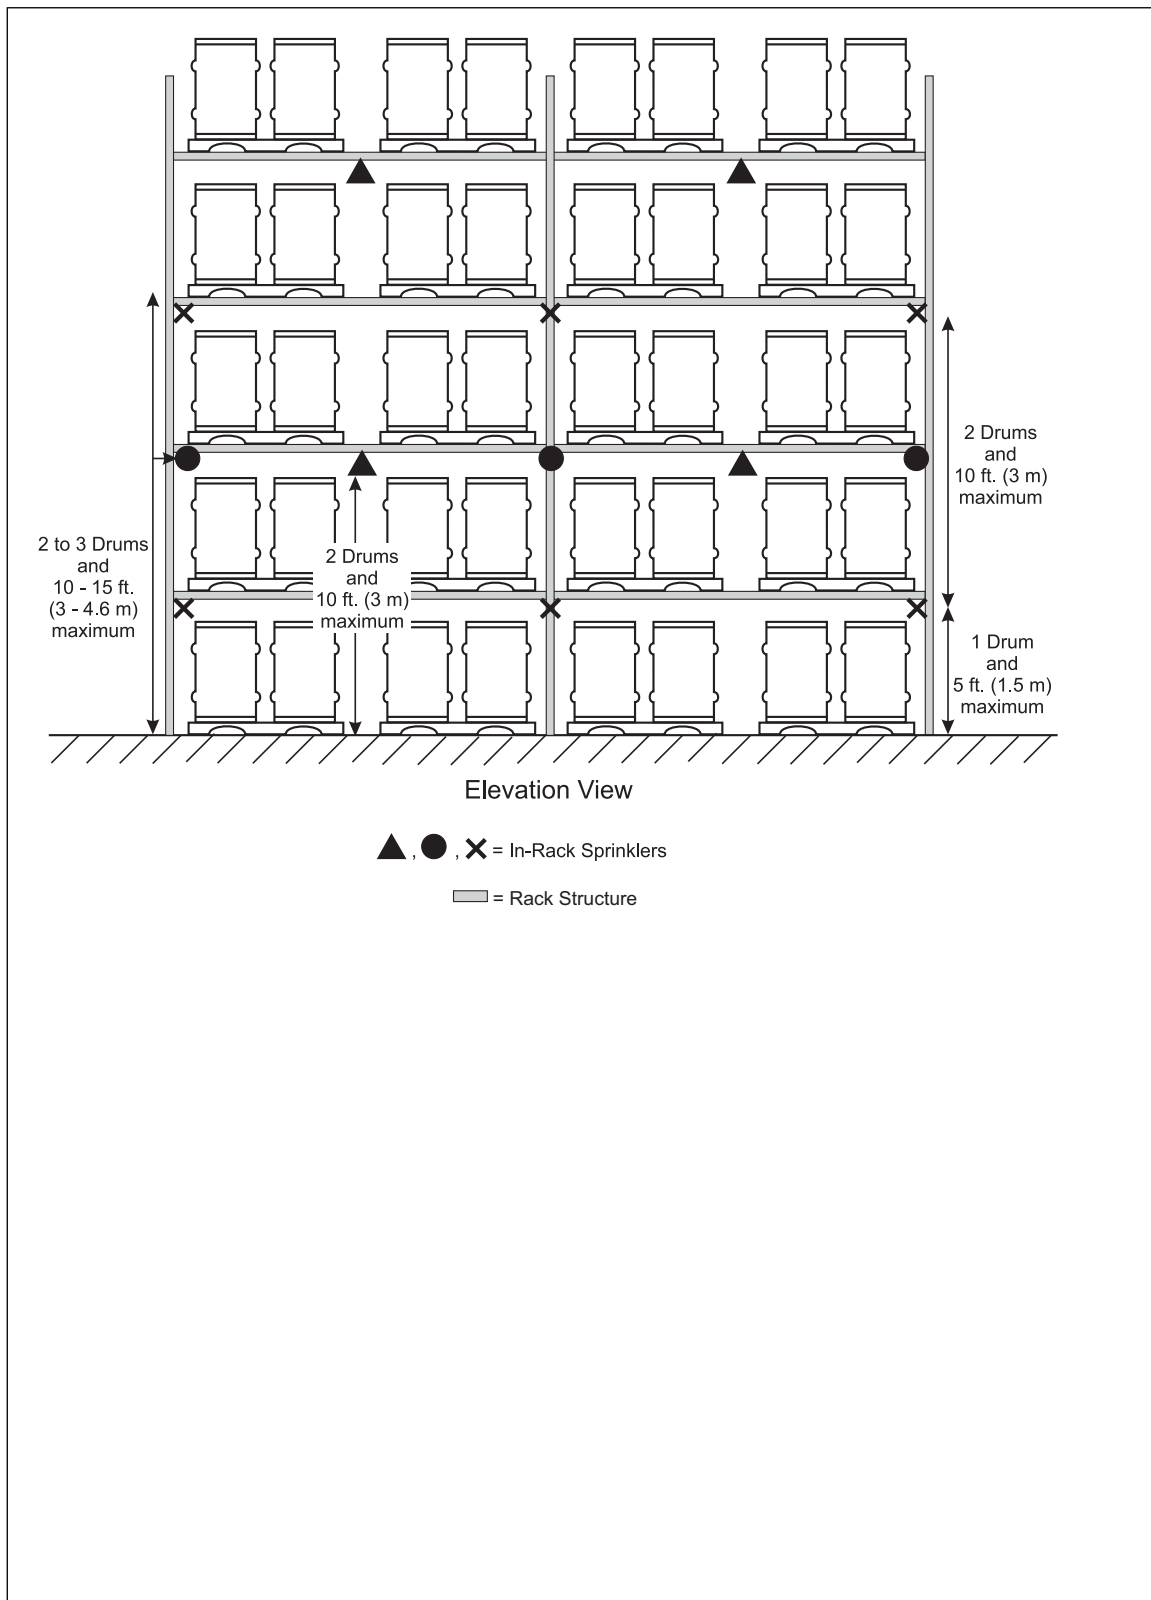 2 Drums
and
10 ft. (3 m)
maximum
2 to 3 Drums
and
10 - 15 ft.
(3 - 4.6 m)
maximum
2 Drums
and
10 ft. (3 m)
maximum
1 Drum
and
5 ft. (1.5 m)
maximum
Elevation View
, , = In-Rack Sprinklers
= Rack Structure